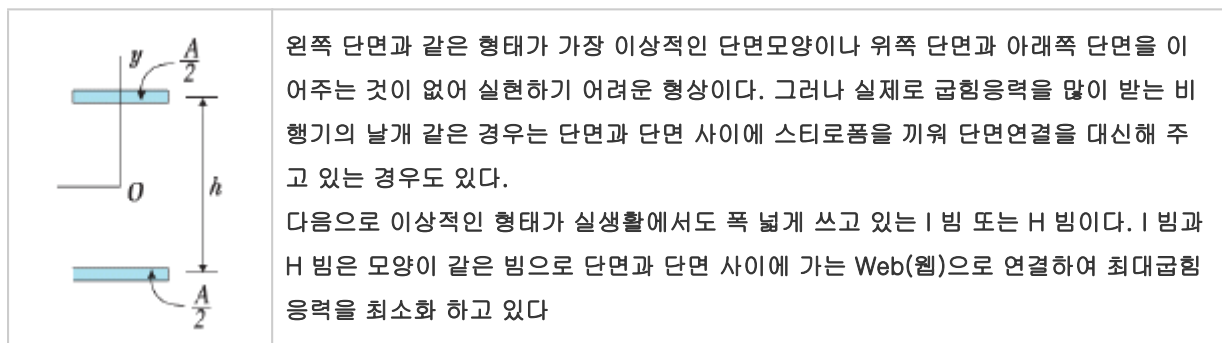 y
A
2
O
h
A
2
왼쪽 단면과 같은 형태가 가장 이상적인 단면모양이나 위쪽 단면과 아래쪽 단면을 이
어주는 것이 없어 실현하기 어려운 형상이다. 그러나 실제로 굽힘응력을 많이 받는 비
행기의 날개 같은 경우는 단면과 단면 사이에 스티로폼을 끼워 단면연결을 대신해 주
고 있는 경우도 있다.
다음으로 이상적인 형태가 실생활에서도 폭 넓게 쓰고 있는 I 빔 또는 H 빔이다. I 빔과
H 빔은 모양이 같은 빔으로 단면과 단면 사이에 가는 Web(웹)으로 연결하여 최대굽힘
응력을 최소화 하고 있다